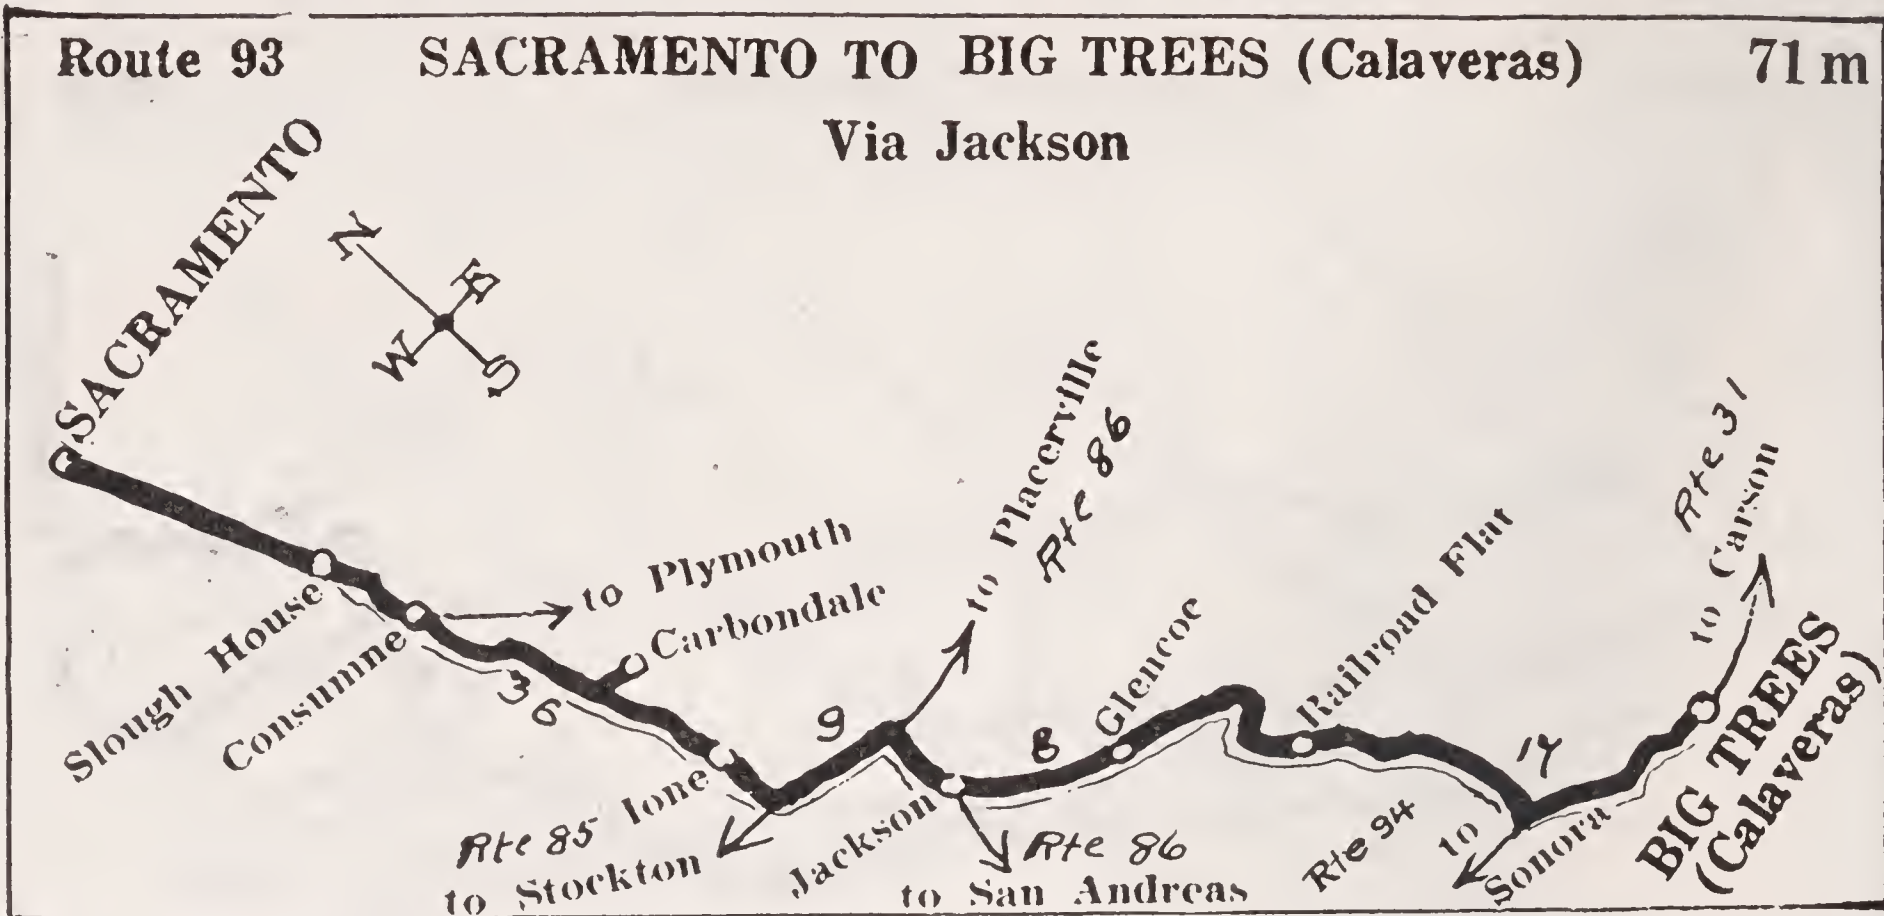 Route 93 SACRAMENTO TO BIG TREES (Calaveras) 71 m
Via Jackson
SACRAMENTO
N
E
W
S
Slough House
Consumne
to Plymouth
36
Carbondale
Ione
Rte 85
to Stockton
9
to Placerville
Rte 86
Jackson
Rte 86
to San Andreas
8
Glencoe
Railroad Flat
Rte 94
to
Sonora
Rte 31
to Carson
BIG TREES
(Calaveras)